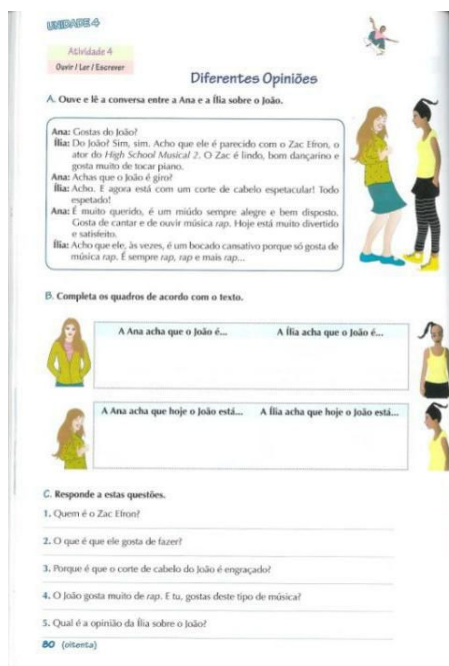 UNIDADE 4
Atividade 4
Ouvir / Ler / Escrever
Diferentes Opiniões
A. Ouve e lê a conversa entre a Ana e a Ília sobre o João.
Ana: Gostas do João?
Ília: Do João? Sim, sim. Acho que ele é parecido com o Zac Efron, o
ator do High School Musical 2. O Zac é lindo, bom dançarino e
gosta muito de tocar piano.
Ana: Achas que o João é giro?
Ília: Acho. E agora está com um corte de cabelo espetacular! Todo
espetado!
Ana: É muito querido, é um miúdo sempre alegre e bem disposto.
Gosta de cantar e de ouvir música rap. Hoje está muito divertido
e satisfeito.
Ília: Acho que ele, às vezes, é um bocado cansativo porque só gosta de
música rap. É sempre rap, rap e mais rap...
B. Completa os quadros de acordo com o texto.
A Ana acha que o João é... A Ília acha que o João é...
A Ana acha que hoje o João está... A Ília acha que hoje o João está...
C. Responde a estas questões.
1. Quem é o Zac Efron?
2. O que é que ele gosta de fazer?
3. Porque é que o corte de cabelo do João é engraçado?
4. O João gosta muito de rap. E tu, gostas deste tipo de música?
5. Qual é a opinião da Ília sobre o João?
80 (oitenta)